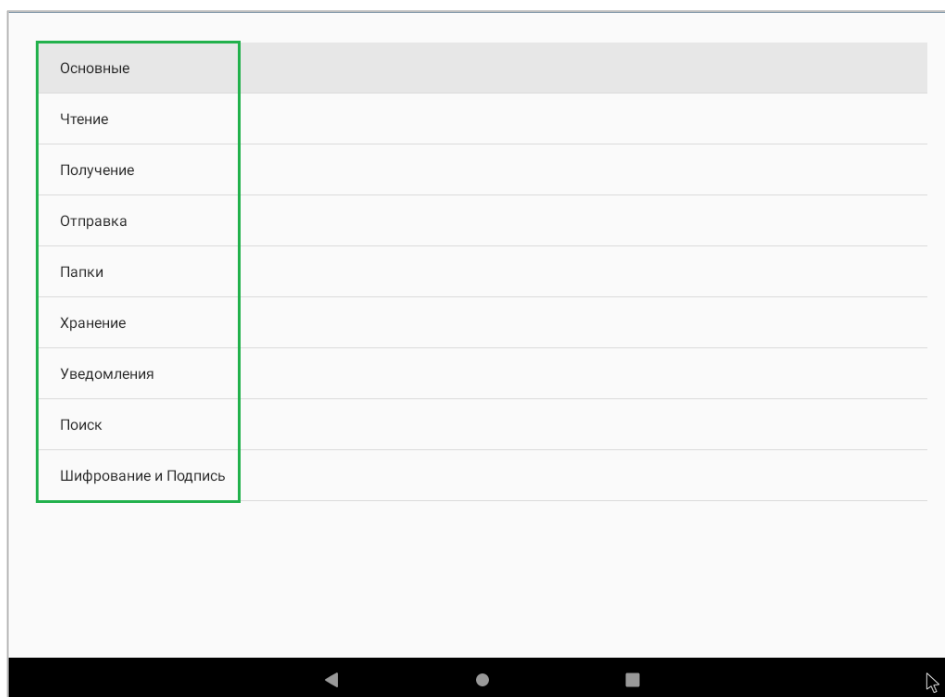 Основные
Чтение
Получение
Отправка
Папки
Хранение
Уведомления
Поиск
Шифрование и Подпись